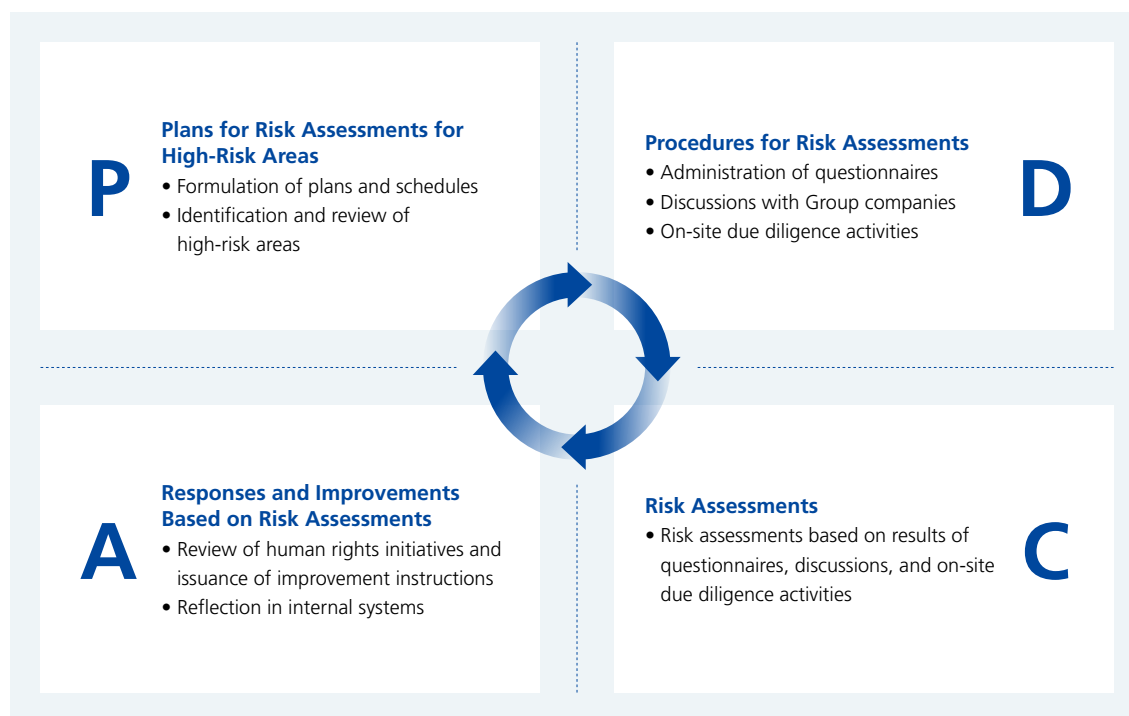 P
Plans for Risk Assessments for
High-Risk Areas
• Formulation of plans and schedules
• Identification and review of
high-risk areas
Procedures for Risk Assessments
• Administration of questionnaires
• Discussions with Group companies
• On-site due diligence activities
D
A
Responses and Improvements
Based on Risk Assessments
• Review of human rights initiatives and
issuance of improvement instructions
• Reflection in internal systems
Risk Assessments
• Risk assessments based on results of
questionnaires, discussions, and on-site
due diligence activities
C